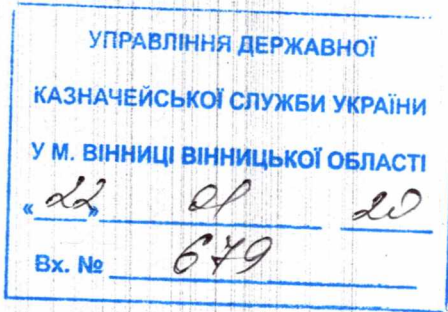 УПРАВЛІННЯ ДЕРЖАВНОЇ
КАЗНАЧЕЙСЬКОЇ СЛУЖБИ УКРАЇНИ
У М. ВІННИЦІ ВІННИЦЬКОЇ ОБЛАСТІ
«22» 01 20
Вх. № 679